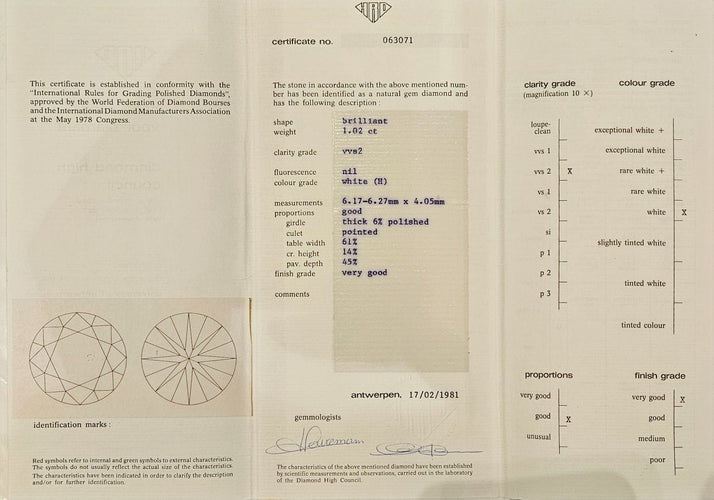 This certificate is established in conformity with the
"International Rules for Grading Polished Diamonds",
approved by the World Federation of Diamond Bourses
and the International Diamond Manufacturers Association
at the May 1978 Congress.
identification marks :
Red symbols refer to internal and green symbols to external characteristics.
The symbols do not usually reflect the actual size of the characteristics.
The characteristics have been indicated in order to clarify the description
and/or for further identification.
HRD
certificate no. 063071
The stone in accordance with the above mentioned num-
ber has been identified as a natural gem diamond and
has the following description :
shape brilliant
weight 1.02 ct
clarity grade vvs2
fluorescence nil
colour grade white (H)
measurements 6.17-6.27mm x 4.05mm
proportions good
girdle thick 6% polished
culet pointed
table width 61%
cr. height 14%
pav. depth 45%
finish grade very good
comments
antwerpen, 17/02/1981
gemmologists
The characteristics of the above mentioned diamond have been established
by scientific measurements and observations, carried out in the laboratory
of the Diamond High Council.
clarity grade colour grade
(magnification 10 ×)
loupe-
clean exceptional white +
vvs 1 exceptional white
vvs 2 X rare white +
vs 1 rare white
vs 2 white X
si
slightly tinted white
p 1
p 2
tinted white
p 3
tinted colour
proportions finish grade
very good very good X
good X good
unusual medium
poor